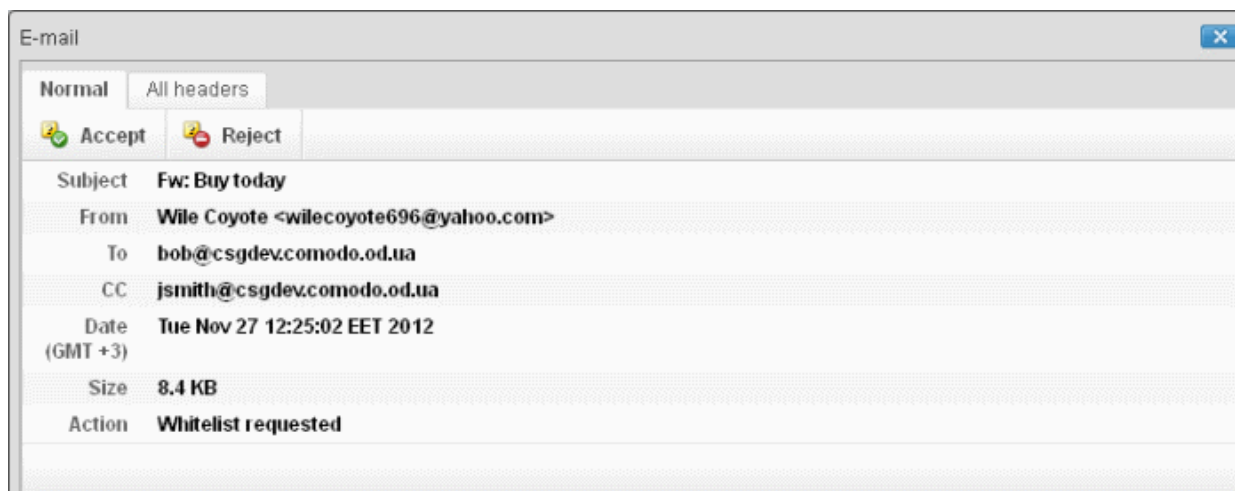 E-mail
Normal All headers
Accept Reject
Subject Fw: Buy today
From Wile Coyote <wilecoyote696@yahoo.com>
To bob@csgdev.comodo.od.ua
CC jsmith@csgdev.comodo.od.ua
Date Tue Nov 27 12:25:02 EET 2012
(GMT +3)
Size 8.4 KB
Action Whitelist requested